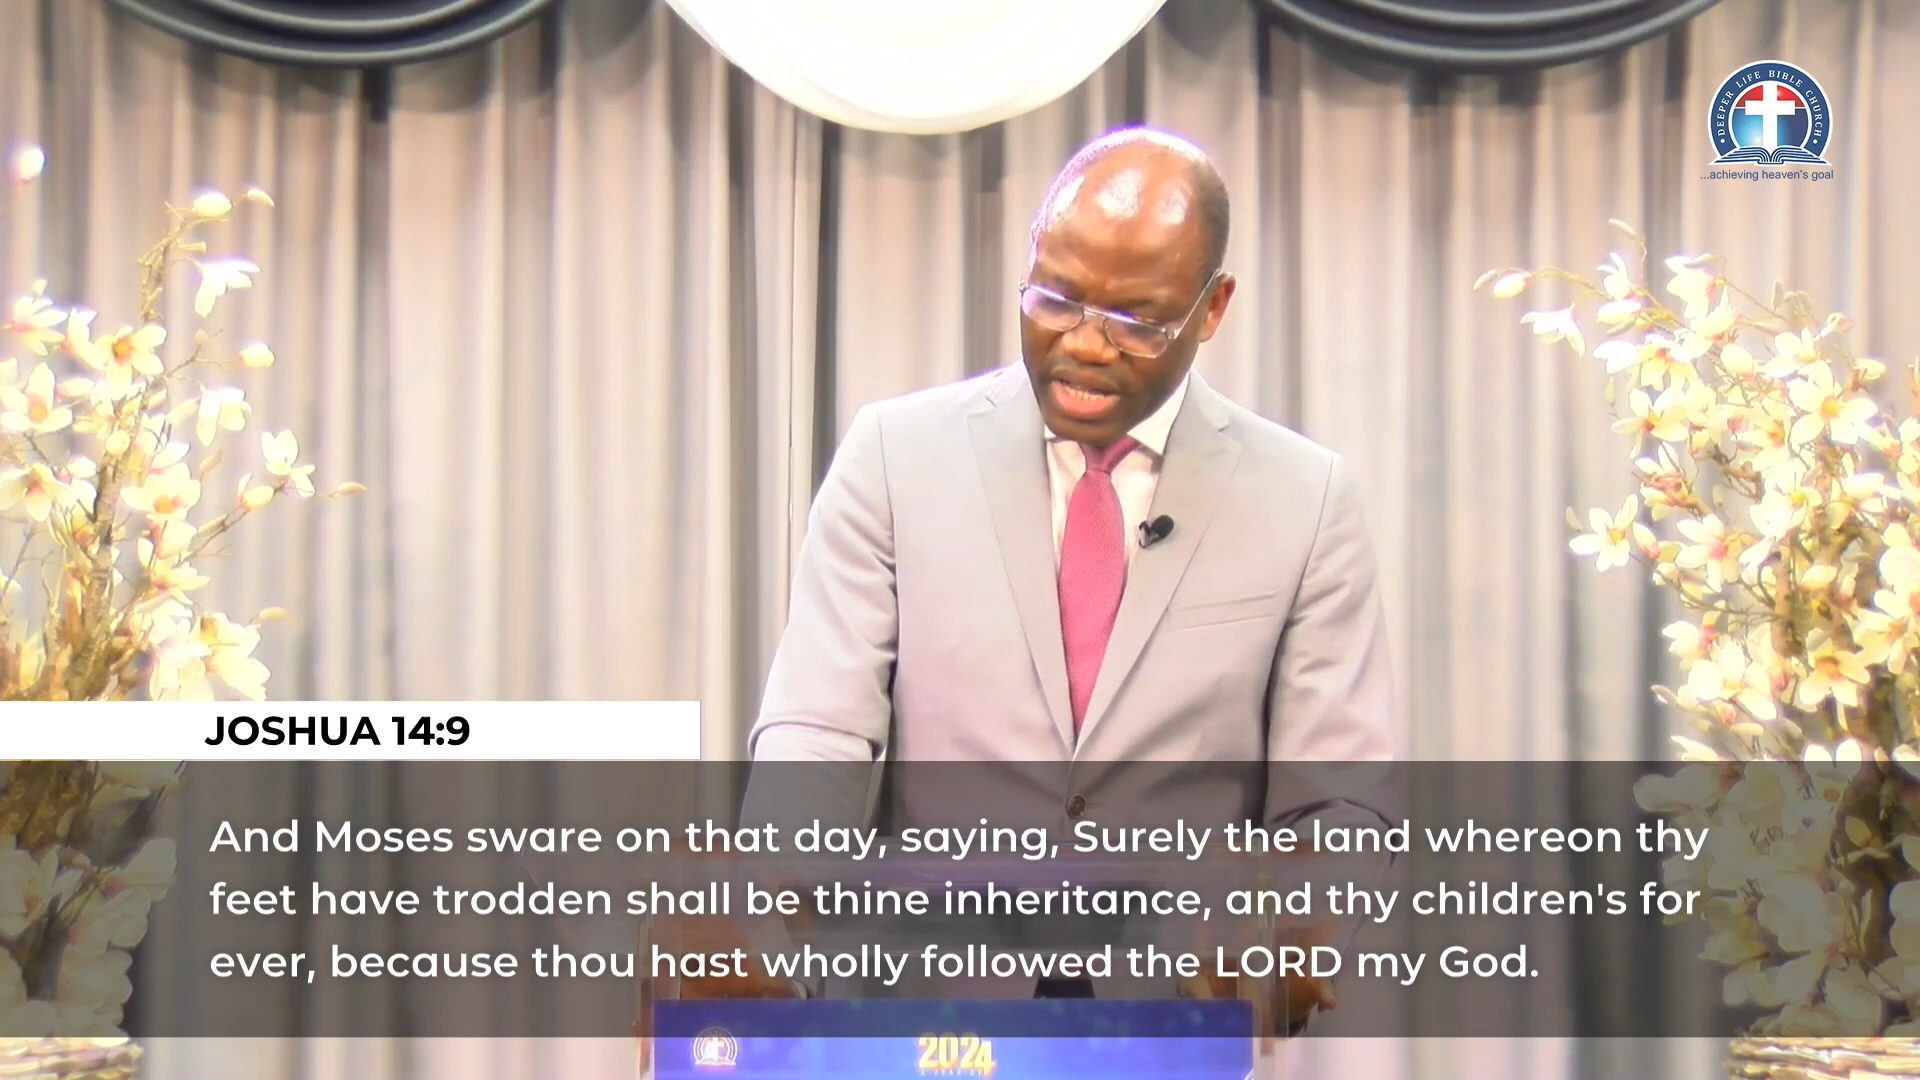 DEEPER LIFE BIBLE CHURCH
...achieving heaven's goal
JOSHUA 14:9
And Moses sware on that day, saying, Surely the land whereon thy
feet have trodden shall be thine inheritance, and thy children's for
ever, because thou hast wholly followed the LORD my God.
2024